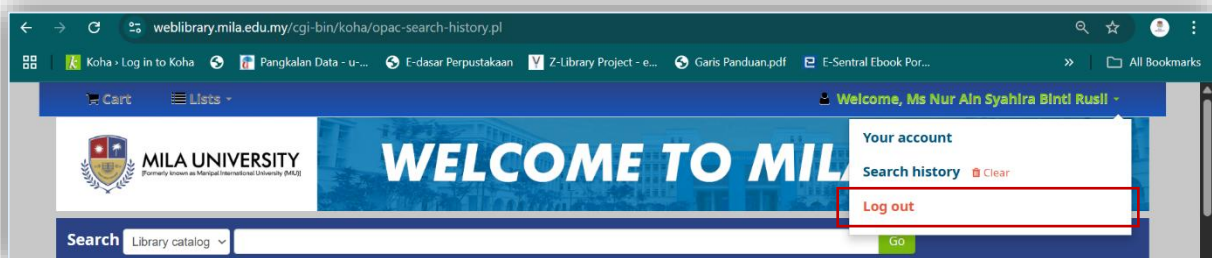 weblibrary.mila.edu.my/cgi-bin/koha/opac-search-history.pl
Koha › Log in to Koha Pangkalan Data - u-... E-dasar Perpustakaan Z-Library Project - e... Garis Panduan.pdf E-Sentral Ebook Por... » All Bookmarks
Cart Lists Welcome, Ms Nur Ain Syahira Binti Rusli
Your account
MILA UNIVERSITY
[Formerly known as Manipal International University (MIU)]
WELCOME TO MIL
Search history Clear
Log out
Search Library catalog Go